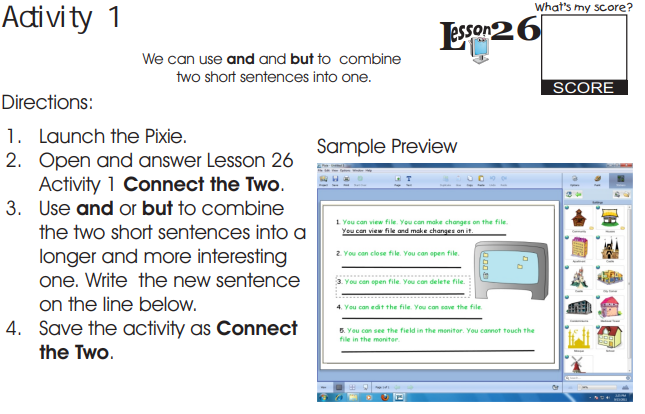 Activity 1
What's my score?
Lesson 26
SCORE
We can use and and but to combine
two short sentences into one.
Directions:
1. Launch the Pixie.
2. Open and answer Lesson 26
Activity 1 Connect the Two.
3. Use and or but to combine
the two short sentences into a
longer and more interesting
one. Write the new sentence
on the line below.
4. Save the activity as Connect
the Two.
Sample Preview
1. You can view file. You can make changes on the file.
You can view file and make changes on it.
2. You can close file. You can open file.
3. You can open file. You can delete file.
4. You can edit the file. You can save the file.
5. You can see the field in the monitor. You cannot touch the
file in the monitor.